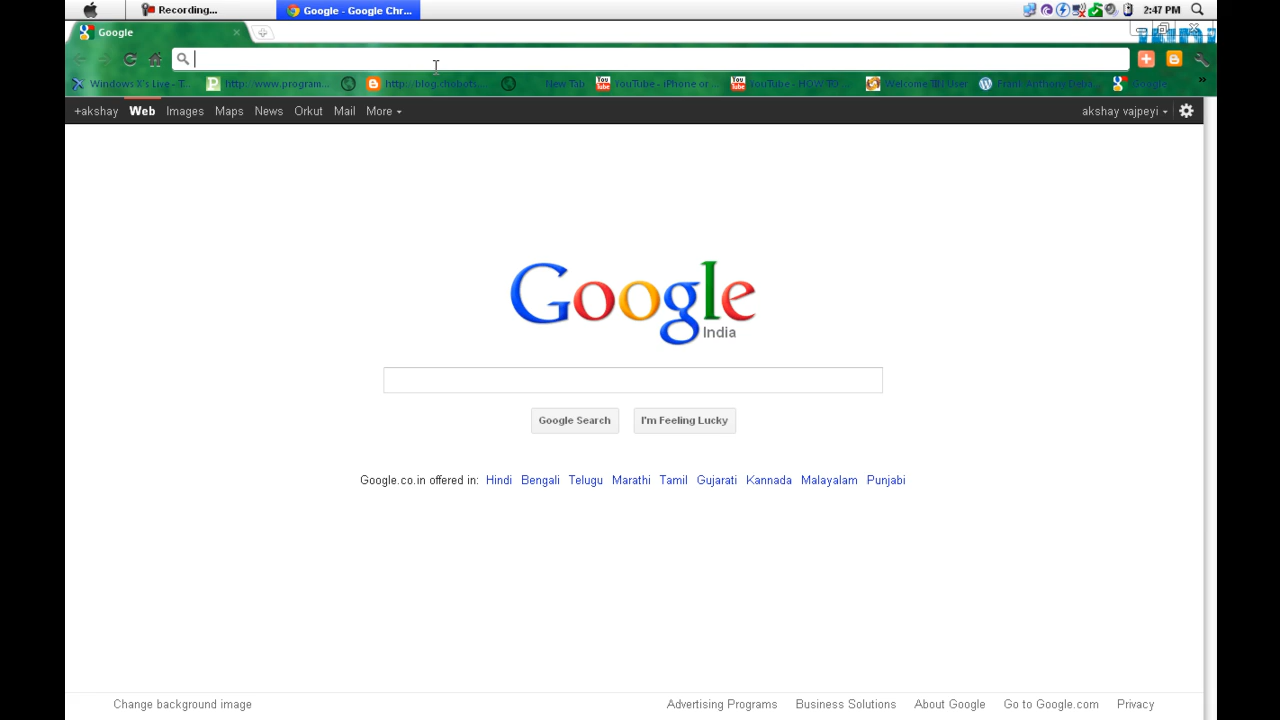 Recording... Google - Google Chr... 2:47 PM
Google
Windows X's Live - T... http://www.program... http://blog.chobots... New Tab YouTube - iPhone or ... YouTube - HOW TO ... Welcome TIN User Frank Anthony Debat... Google »
+akshay Web Images Maps News Orkut Mail More akshay vajpeyi
Google
India
Google Search I'm Feeling Lucky
Google.co.in offered in: Hindi Bengali Telugu Marathi Tamil Gujarati Kannada Malayalam Punjabi
Change background image Advertising Programs Business Solutions About Google Go to Google.com Privacy